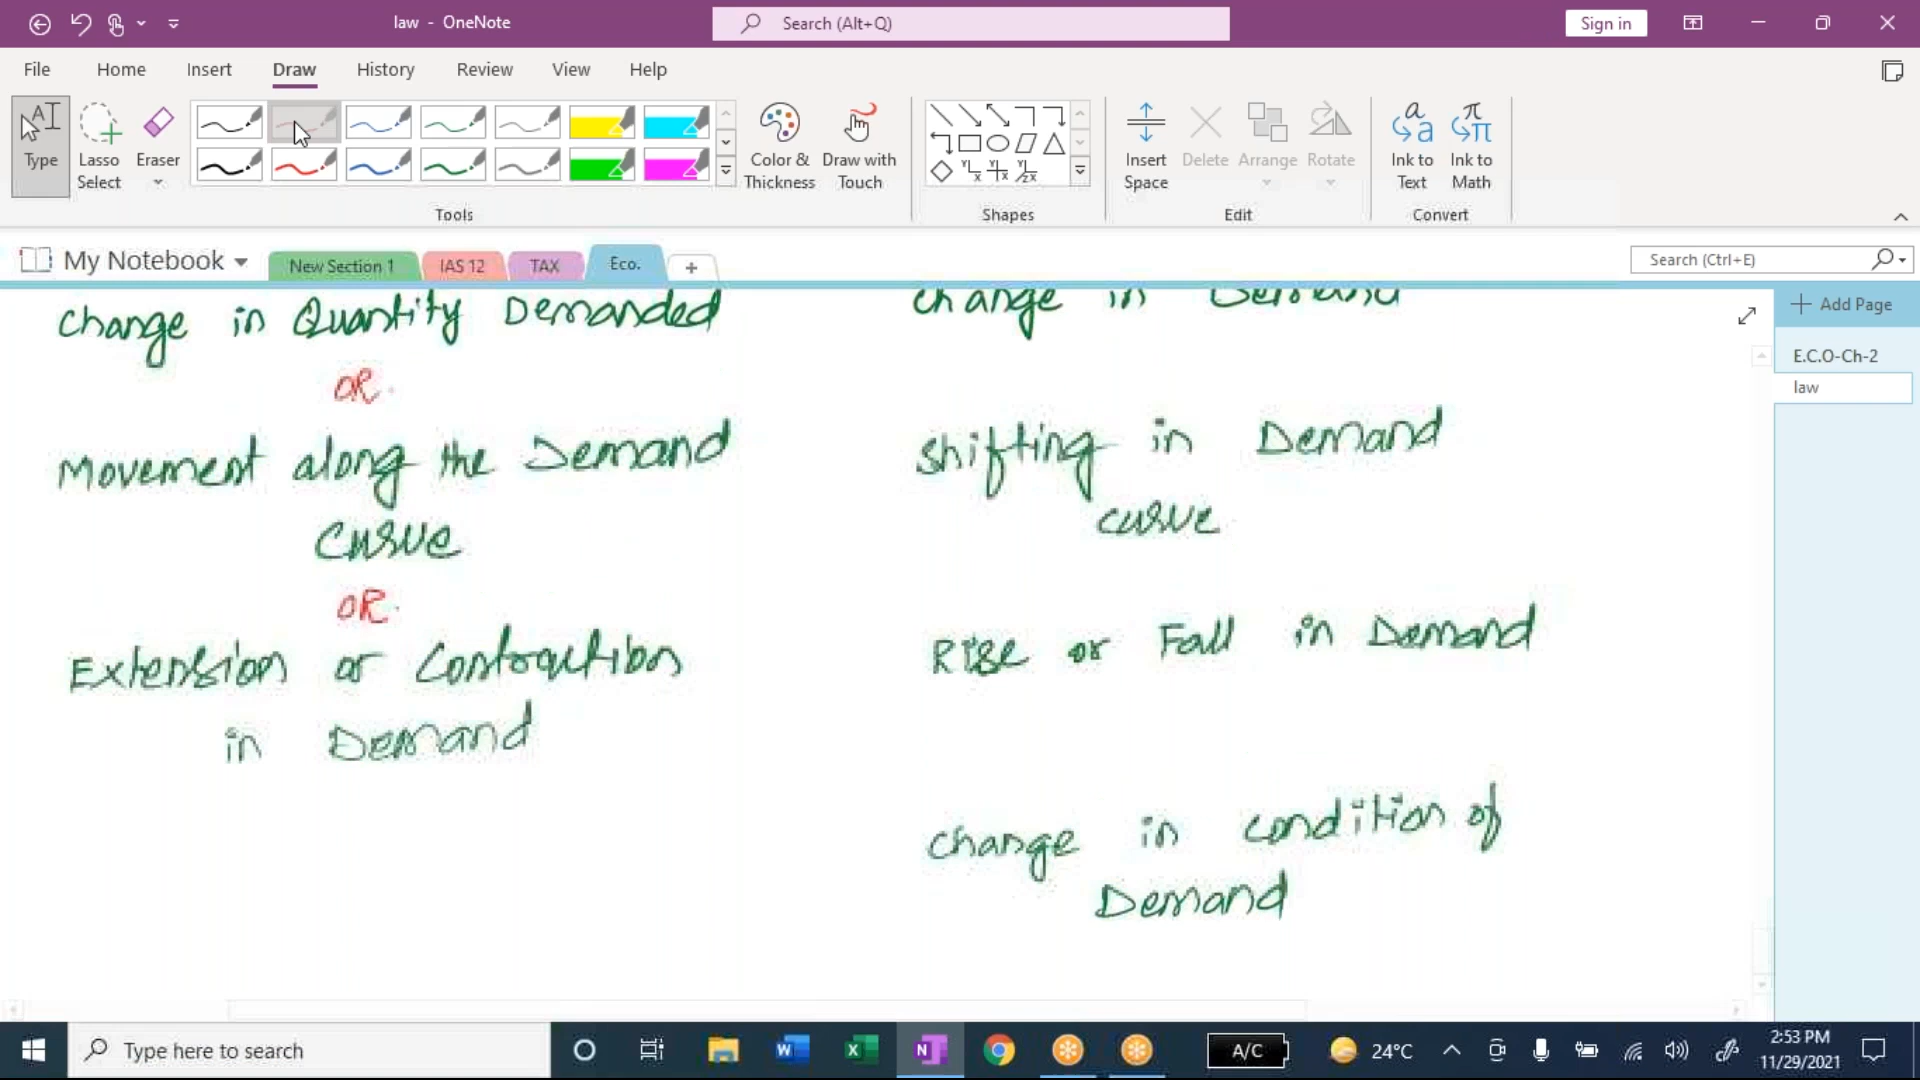 law - OneNote
Search (Alt+Q)
Sign in
File Home Insert Draw History Review View Help
Type
Lasso Select
Eraser
Color & Thickness
Draw with Touch
Insert Space
Delete
Arrange
Rotate
Ink to Text
Ink to Math
Tools
Shapes
Edit
Convert
My Notebook
New Section 1
IAS 12
TAX
Eco.
Search (Ctrl+E)
Add Page
E.C.O-Ch-2
law
Change in Quantity Demanded
OR
Movement along the Demand
Curve
OR
Extension or Contraction
in Demand
Change in Demand
Shifting in Demand
curve
Rise or Fall in Demand
Change in condition of
Demand
Type here to search
A/C
24°C
2:53 PM
11/29/2021